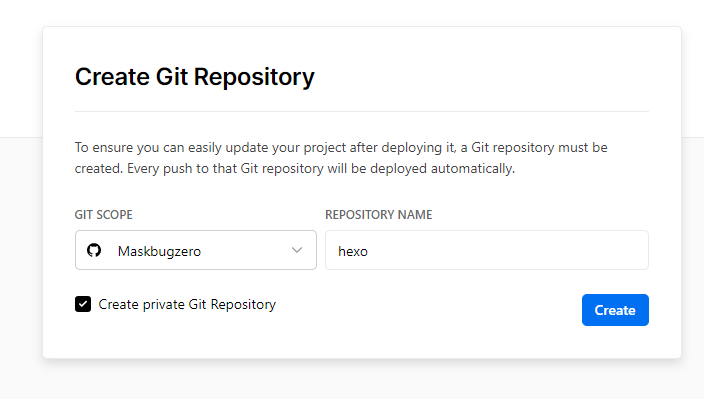 Create Git Repository
To ensure you can easily update your project after deploying it, a Git repository must be
created. Every push to that Git repository will be deployed automatically.
GIT SCOPE
REPOSITORY NAME
Maskbugzero
hexo
Create private Git Repository
Create